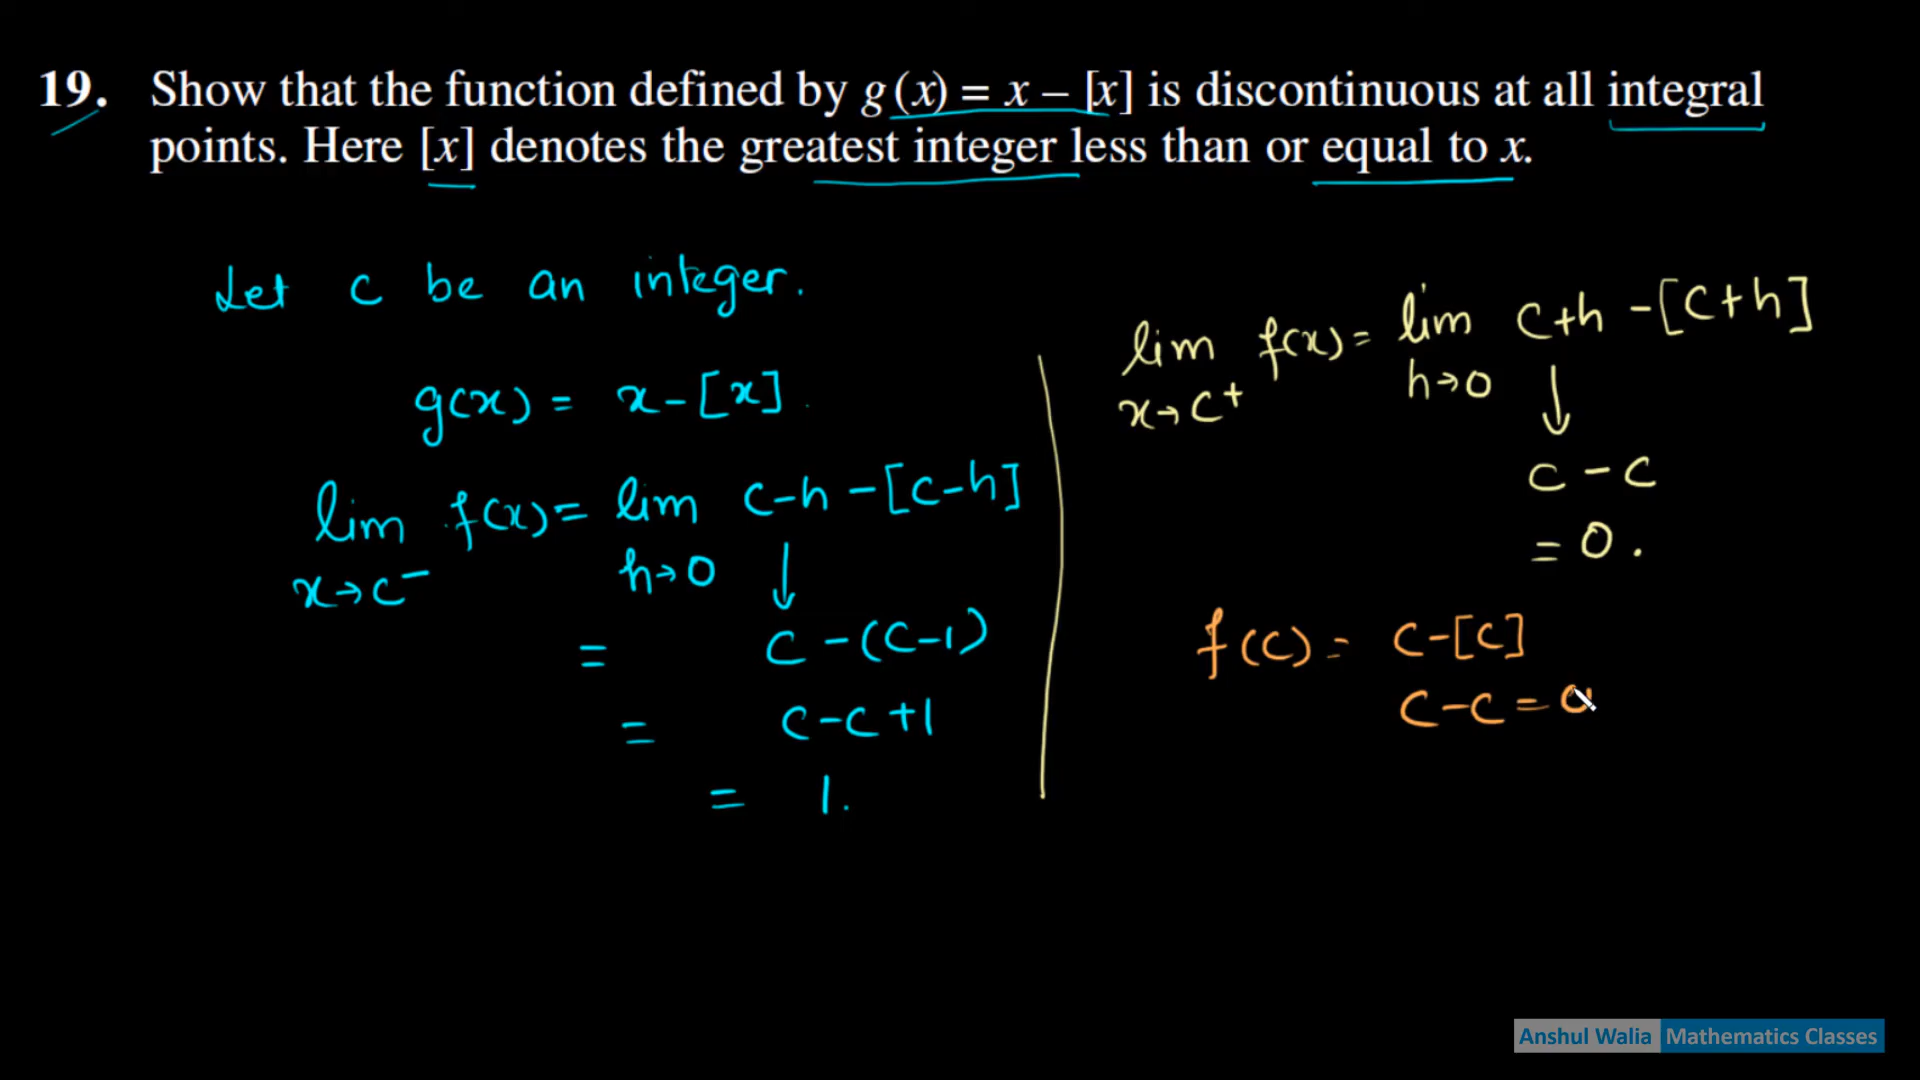 19. Show that the function defined by g (x) = x – [x] is discontinuous at all integral
points. Here [x] denotes the greatest integer less than or equal to x.
Let c be an integer.
g(x) = x - [x].
lim f(x) = lim c-h - [c-h]
x→c⁻ h→0 ↓
= c - (c-1)
= c - c + 1
= 1.
lim f(x) = lim c+h - [c+h]
x→c⁺ h→0 ↓
c - c
= 0.
f(c) = c - [c]
c - c = 0
Anshul Walia Mathematics Classes